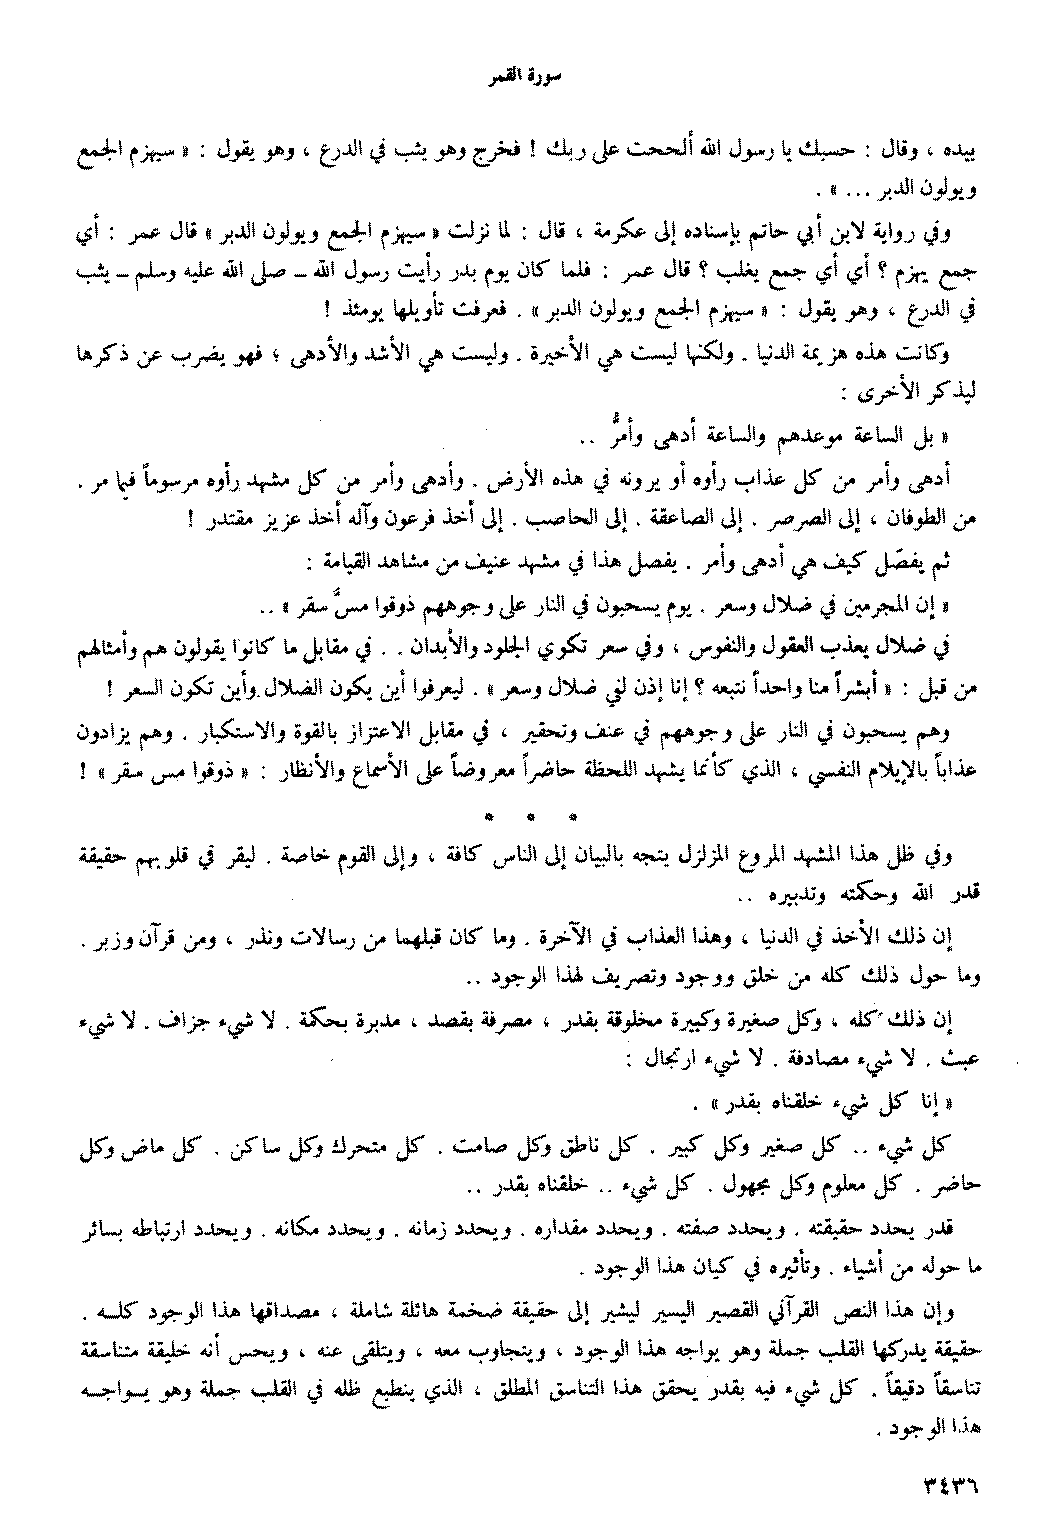 سورة القمر
بيده ، وقال : حسبك يا رسول الله ألححت على ربك ! فخرج وهو يثب في الدرع ، وهو يقول : « سيهزم الجمع
ويولون الدبر ... » .
وفي رواية لابن أبي حاتم بإسناده إلى عكرمة ، قال : لما نزلت « سيهزم الجمع ويولون الدبر » قال عمر : أي
جمع يهزم ؟ أي أي جمع يغلب ؟ قال عمر : فلما كان يوم بدر رأيت رسول الله ــ صلى الله عليه وسلم ــ يثب
في الدرع ، وهو يقول : « سيهزم الجمع ويولون الدبر » . فعرفت تأويلها يومئذ !
وكانت هذه هزيمة الدنيا . ولكنها ليست هي الأخيرة . وليست هي الأشد والأدهى ؛ فهو يضرب عن ذكرها
ليذكر الأخرى :
« بل الساعة موعدهم والساعة أدهى وأمرُّ ..
أدهى وأمر من كل عذاب رأوه أو يرونه في هذه الأرض . وأدهى وأمر من كل مشهد رأوه مرسوماً فيما مر .
من الطوفان ، إلى الصرصر . إلى الصاعقة . إلى الحاصب . إلى أخذ فرعون وآله أخذ عزيز مقتدر !
ثم يفصّل كيف هي أدهى وأمر . يفصل هذا في مشهد عنيف من مشاهد القيامة :
« إن المجرمين في ضلال وسعر . يوم يسحبون في النار على وجوههم ذوقوا مسَّ سقر » ..
في ضلال يعذب العقول والنفوس ، وفي سعر تكوي الجلود والأبدان . . في مقابل ما كانوا يقولون هم وأمثالهم
من قبل : « أبشراً منا واحداً نتبعه ؟ إنا إذن لفي ضلال وسعر » . ليعرفوا أين يكون الضلال وأين تكون السعر !
وهم يسحبون في النار على وجوههم في عنف وتحقير ، في مقابل الاعتزاز بالقوة والاستكبار . وهم يزادون
عذاباً بالإيلام النفسي ، الذي كأنما يشهد اللحظة حاضراً معروضاً على الأسماع والأنظار : « ذوقوا مس سقر » !
* * *
وفي ظل هذا المشهد المروع المزلزل يتجه بالبيان إلى الناس كافة ، وإلى القوم خاصة . ليقر في قلوبهم حقيقة
قدر الله وحكمته وتدبيره ..
إن ذلك الأخذ في الدنيا ، وهذا العذاب في الآخرة . وما كان قبلهما من رسالات ونذر ، ومن قرآن وزبر .
وما حول ذلك كله من خلق ووجود وتصريف لهذا الوجود ..
إن ذلك كله ، وكل صغيرة وكبيرة مخلوقة بقدر ، مصرفة بقصد ، مدبرة بحكمة . لا شيء جزاف . لا شيء
عبث . لا شيء مصادفة . لا شيء ارتجال :
« إنا كل شيء خلقناه بقدر » .
كل شيء .. كل صغير وكل كبير . كل ناطق وكل صامت . كل متحرك وكل ساكن . كل ماض وكل
حاضر . كل معلوم وكل مجهول . كل شيء .. خلقناه بقدر ..
قدر يحدد حقيقته . ويحدد صفته . ويحدد مقداره . ويحدد زمانه . ويحدد مكانه . ويحدد ارتباطه بسائر
ما حوله من أشياء . وتأثيره في كيان هذا الوجود .
وإن هذا النص القرآني القصير اليسير ليشير إلى حقيقة ضخمة هائلة شاملة ، مصداقها هذا الوجود كلــه .
حقيقة يدركها القلب جملة وهو يواجه هذا الوجود ، ويتجاوب معه ، ويتلقى عنه ، ويحس أنه خليقة متناسقة
تناسقاً دقيقاً . كل شيء فيه بقدر يحقق هذا التناسق المطلق ، الذي ينطبع ظله في القلب جملة وهو يــواجــه
هذا الوجود .
٣٤٣٦